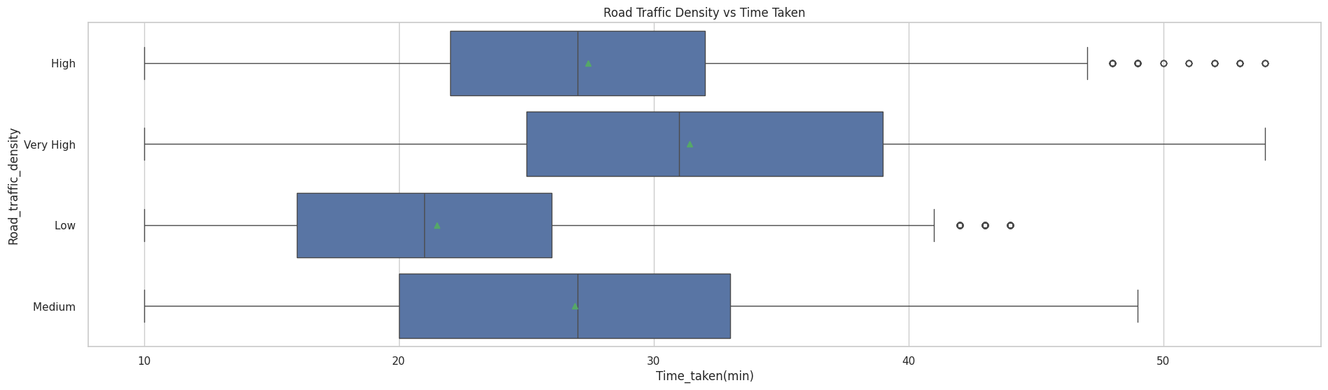 Road Traffic Density vs Time Taken
Road_traffic_density
High
Very High
Low
Medium
10 20 30 40 50
Time_taken(min)